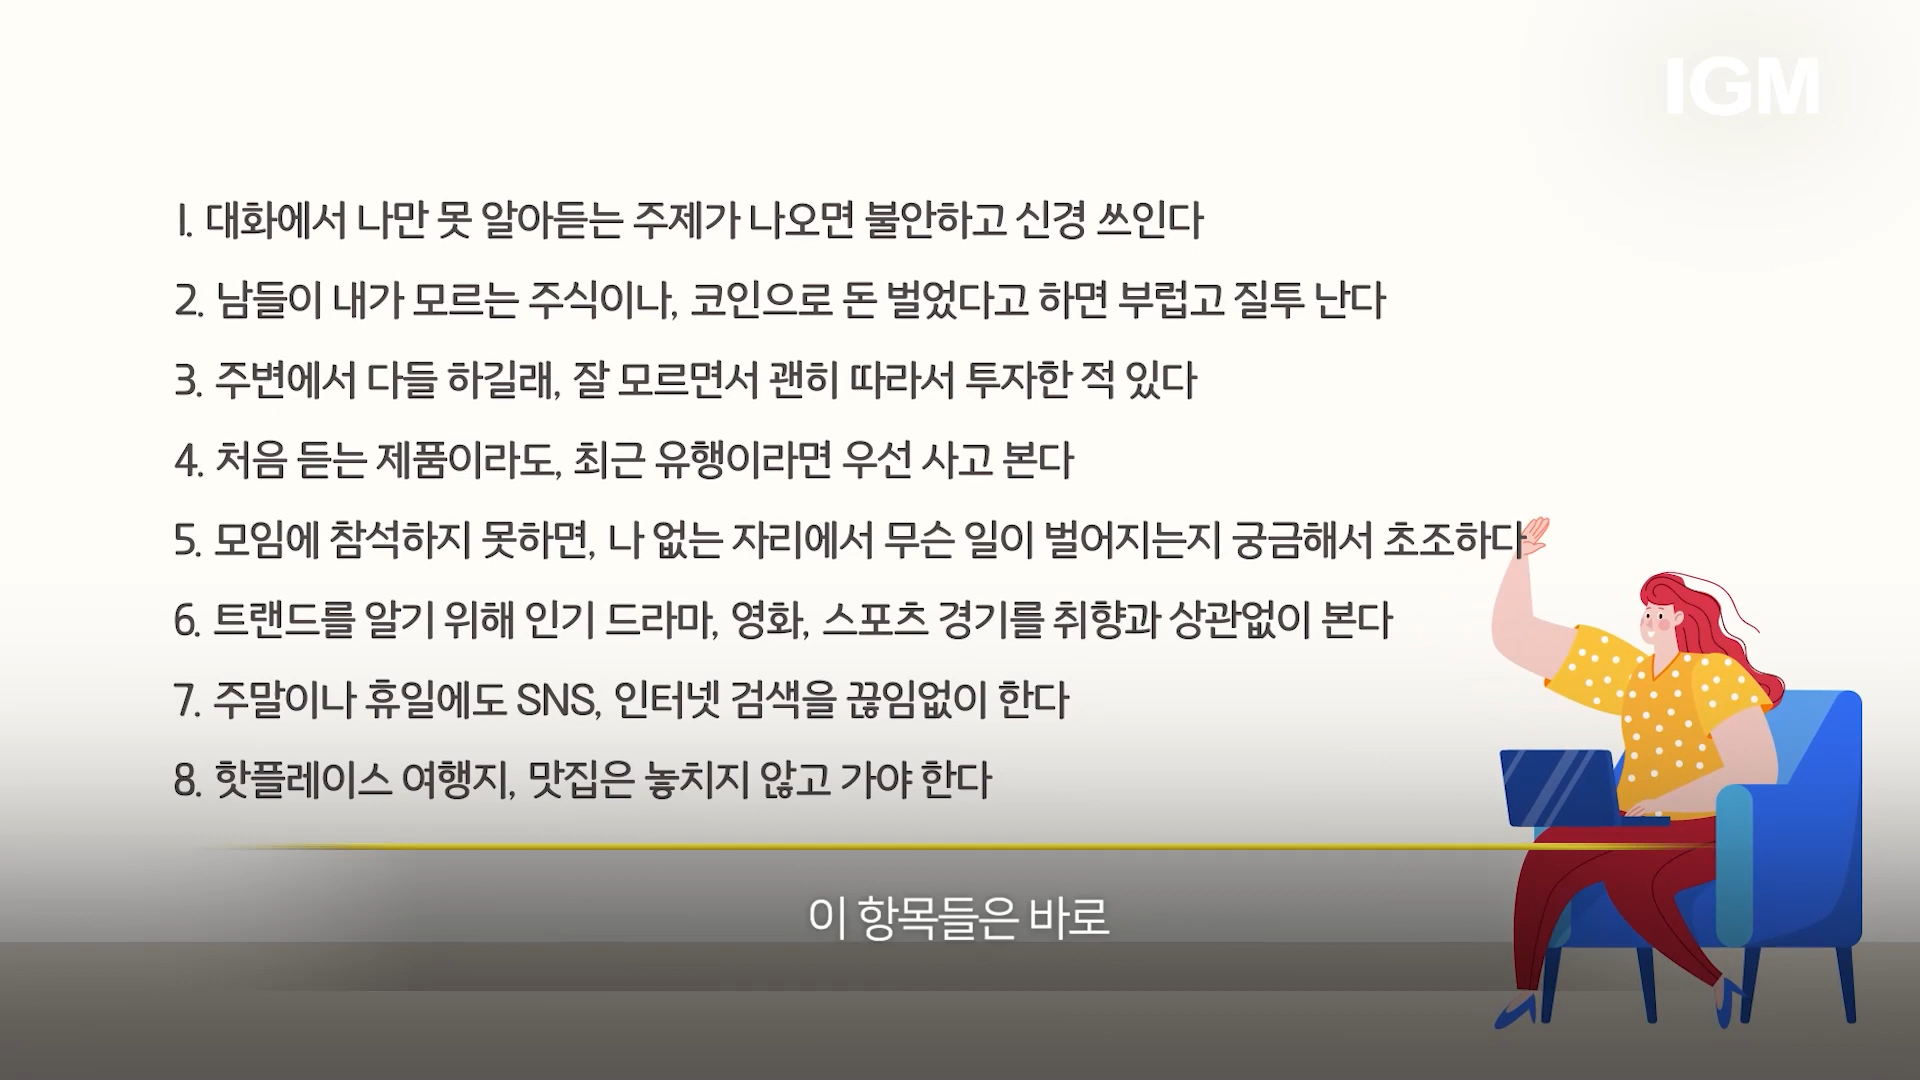 IGM
1. 대화에서 나만 못 알아듣는 주제가 나오면 불안하고 신경 쓰인다
2. 남들이 내가 모르는 주식이나, 코인으로 돈 벌었다고 하면 부럽고 질투 난다
3. 주변에서 다들 하길래, 잘 모르면서 괜히 따라서 투자한 적 있다
4. 처음 듣는 제품이라도, 최근 유행이라면 우선 사고 본다
5. 모임에 참석하지 못하면, 나 없는 자리에서 무슨 일이 벌어지는지 궁금해서 초조하다
6. 트랜드를 알기 위해 인기 드라마, 영화, 스포츠 경기를 취향과 상관없이 본다
7. 주말이나 휴일에도 SNS, 인터넷 검색을 끊임없이 한다
8. 핫플레이스 여행지, 맛집은 놓치지 않고 가야 한다
이 항목들은 바로